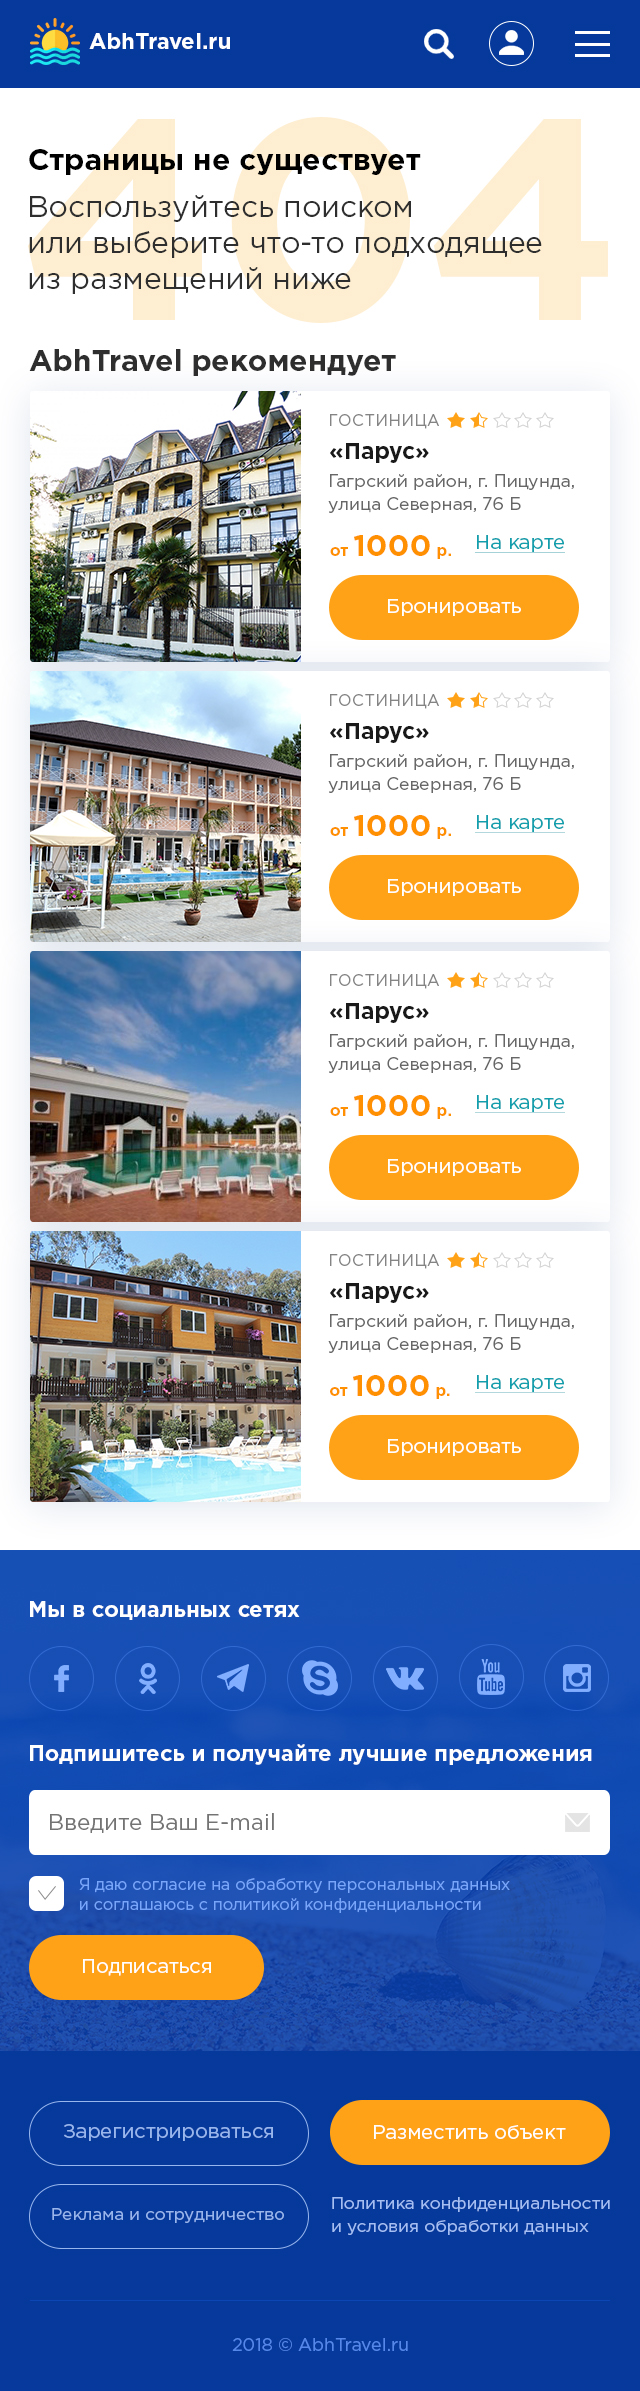 AbhTravel.ru
404
Страницы не существует
Воспользуйтесь поиском
или выберите что-то подходящее
из размещений ниже
AbhTravel рекомендует
ГОСТИНИЦА
«Парус»
Гагрский район, г. Пицунда,
улица Северная, 76 Б
от 1000 р. На карте
Бронировать
ГОСТИНИЦА
«Парус»
Гагрский район, г. Пицунда,
улица Северная, 76 Б
от 1000 р. На карте
Бронировать
ГОСТИНИЦА
«Парус»
Гагрский район, г. Пицунда,
улица Северная, 76 Б
от 1000 р. На карте
Бронировать
ГОСТИНИЦА
«Парус»
Гагрский район, г. Пицунда,
улица Северная, 76 Б
от 1000 р. На карте
Бронировать
Мы в социальных сетях
You
Tube
Подпишитесь и получайте лучшие предложения
Введите Ваш E-mail
Я даю согласие на обработку персональных данных
и соглашаюсь с политикой конфиденциальности
Подписаться
Зарегистрироваться
Разместить объект
Реклама и сотрудничество
Политика конфиденциальности
и условия обработки данных
2018 © AbhTravel.ru